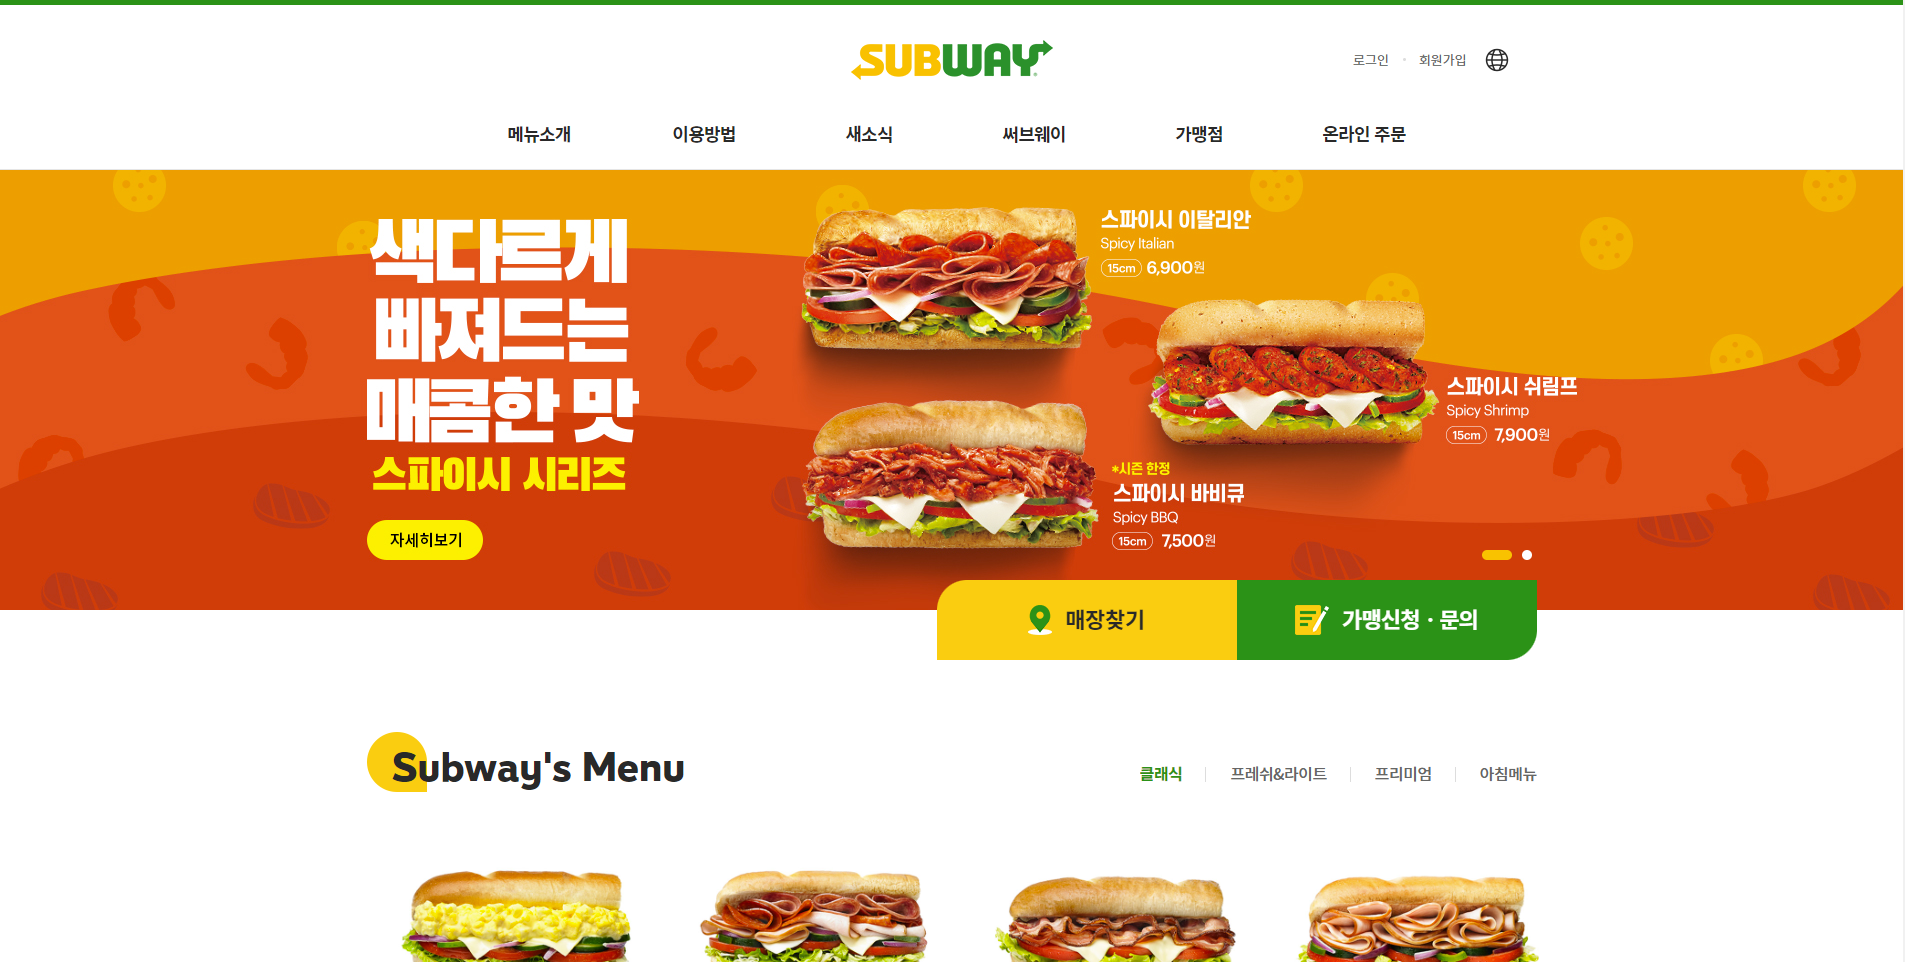 SUBWAY
로그인 · 회원가입
메뉴소개 이용방법 새소식 써브웨이 가맹점 온라인 주문
색다르게
빠져드는
매콤한 맛
스파이시 시리즈
자세히보기
스파이시 이탈리안
Spicy Italian
15cm 6,900원
스파이시 쉬림프
Spicy Shrimp
15cm 7,900원
*시즌 한정
스파이시 바비큐
Spicy BBQ
15cm 7,500원
매장찾기
가맹신청 · 문의
Subway's Menu
클래식 프레쉬&라이트 프리미엄 아침메뉴